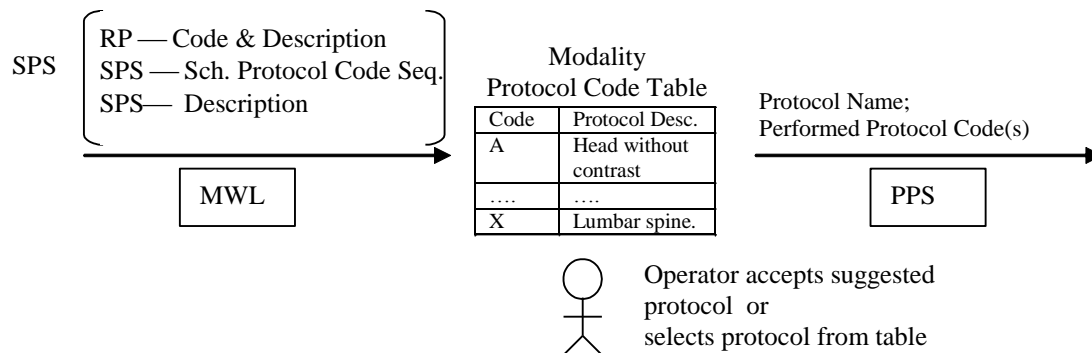 SPS
RP — Code & Description
SPS — Sch. Protocol Code Seq.
SPS— Description
MWL
Modality
Protocol Code Table
Code Protocol Desc.
A Head without
contrast
.... ....
X Lumbar spine.
Protocol Name;
Performed Protocol Code(s)
PPS
Operator accepts suggested
protocol or
selects protocol from table